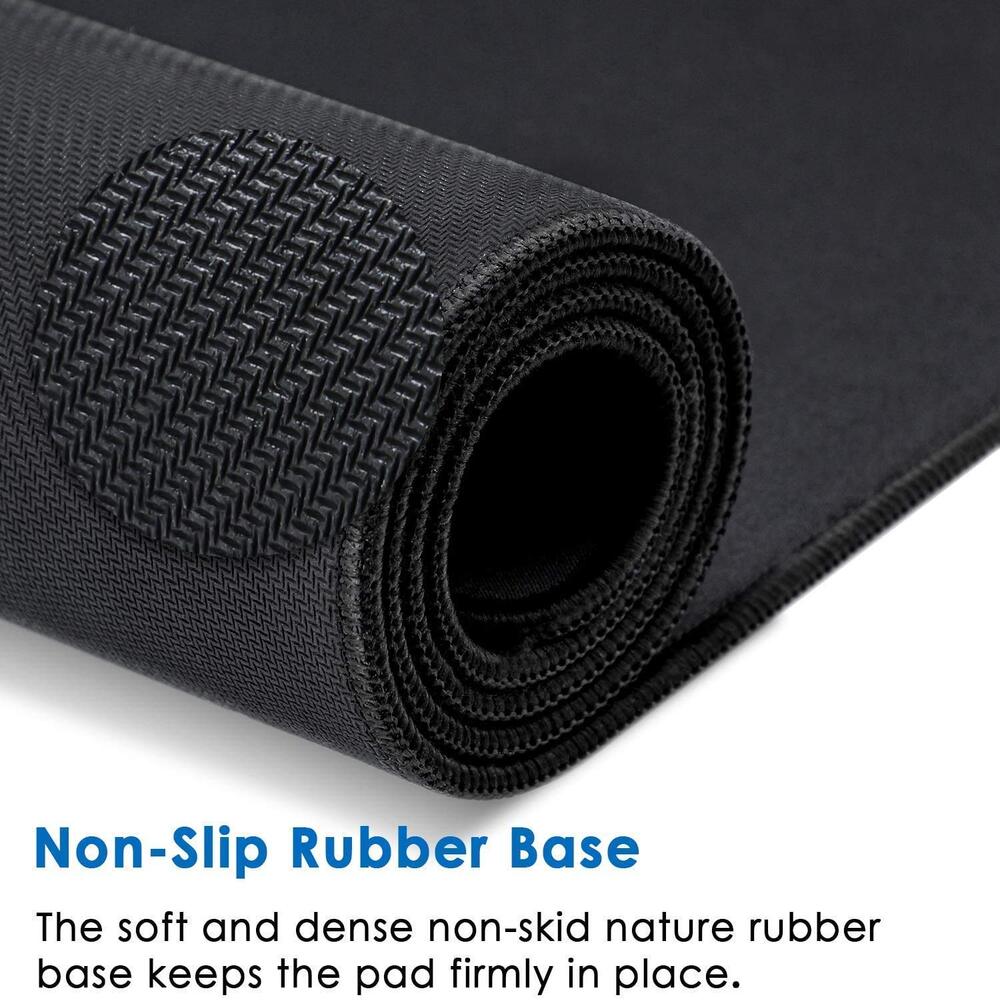 Non-Slip Rubber Base
The soft and dense non-skid nature rubber
base keeps the pad firmly in place.